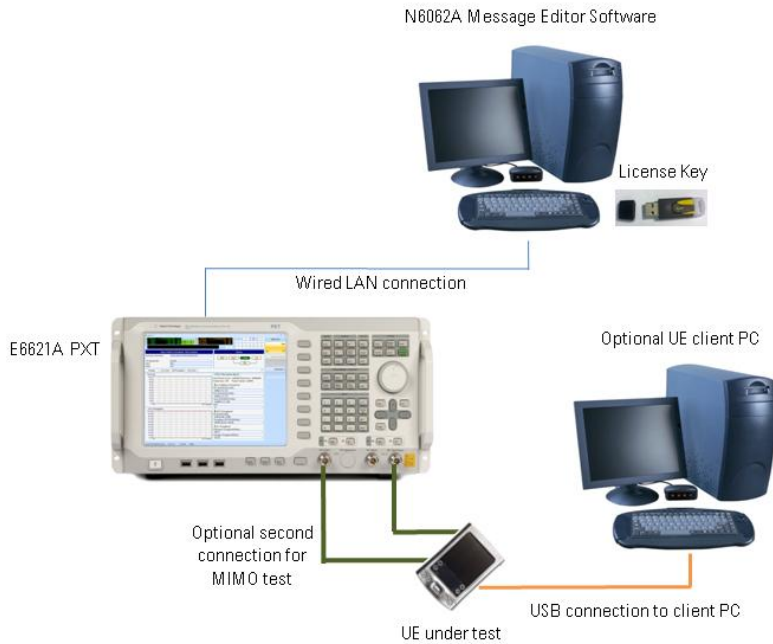 N6062A Message Editor Software
License Key
Wired LAN connection
E6621A PXT
Optional UE client PC
Optional second
connection for
MIMO test
USB connection to client PC
UE under test